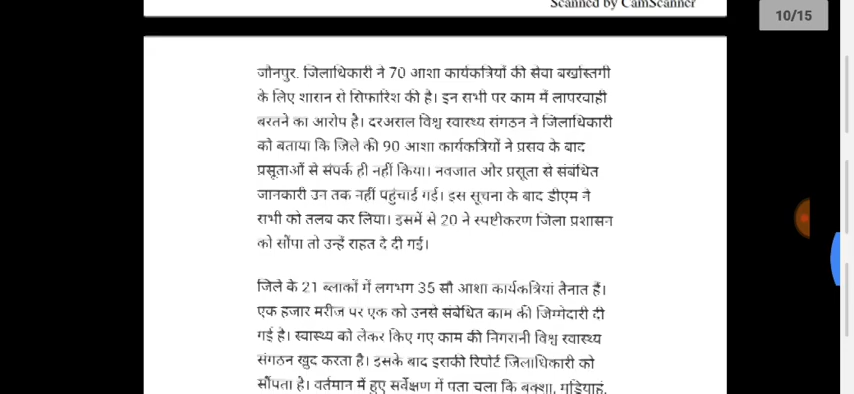 Scanned by CamScanner
10/15
जौनपुर. जिलाधिकारी ने 70 आशा कार्यकत्रियों की सेवा बर्खास्तगी
के लिए शासन से सिफारिश की है। इन सभी पर काम में लापरवाही
बरतने का आरोप है। दरअसल विश्व स्वास्थ्य संगठन ने जिलाधिकारी
को बताया कि जिले की 90 आशा कार्यकत्रियों ने प्रसव के बाद
प्रसूताओं से संपर्क ही नहीं किया। नवजात और प्रसूता से संबंधित
जानकारी उन तक नहीं पहुंचाई गई। इस सूचना के बाद डीएम ने
सभी को तलब कर लिया। इसमें से 20 ने स्पष्टीकरण जिला प्रशासन
को सौंपा तो उन्हें राहत दे दी गई।
जिले के 21 ब्लाकों में लगभग 35 सौ आशा कार्यकत्रियां तैनात हैं।
एक हजार मरीज पर एक को उनसे संबंधित काम की जिम्मेदारी दी
गई है। स्वास्थ्य को लेकर किए गए काम की निगरानी विश्व स्वास्थ्य
संगठन खुद करता है। इसके बाद इसकी रिपोर्ट जिलाधिकारी को
सौंपता है। वर्तमान में हुए सर्वेक्षण में पता चला कि बक्शा, मड़ियाहूं,